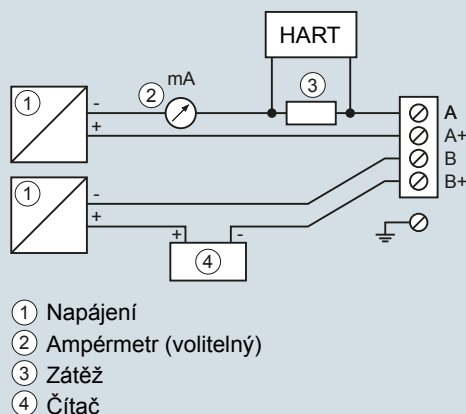 HART
mA
1 - 2 3 A
+ A+
B
1 - B+
+ + -
4
1 Napájení
2 Ampérmetr (volitelný)
3 Zátěž
4 Čítač